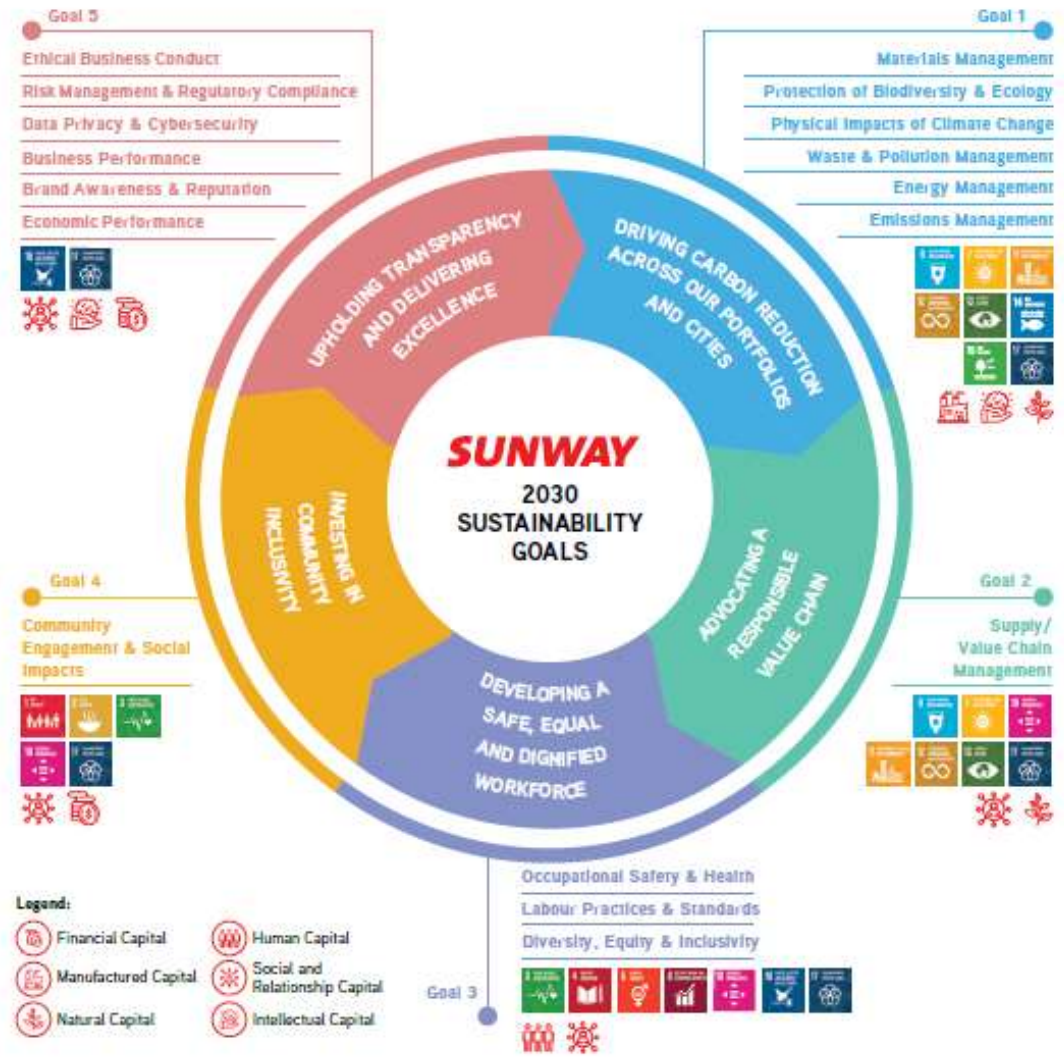 Goal 5
Ethical Business Conduct
Risk Management & Regulatory Compliance
Data Privacy & Cybersecurity
Business Performance
Brand Awareness & Reputation
Economic Performance
Goal 1
Materials Management
Protection of Biodiversity & Ecology
Physical Impacts of Climate Change
Waste & Pollution Management
Energy Management
Emissions Management
UPHOLDING TRANSPARENCY
AND DELIVERING
EXCELLENCE
DRIVING CARBON REDUCTION
ACROSS OUR PORTFOLIOS
AND CITIES
SUNWAY
2030
SUSTAINABILITY
GOALS
INVESTING IN
COMMUNITY
INCLUSIVITY
ADVOCATING A
RESPONSIBLE
VALUE CHAIN
DEVELOPING A
SAFE, EQUAL
AND DIGNIFIED
WORKFORCE
Goal 4
Community
Engagement & Social
Impacts
Goal 2
Supply/
Value Chain
Management
Goal 3
Occupational Safety & Health
Labour Practices & Standards
Diversity, Equity & Inclusivity
Legend:
Financial Capital
Human Capital
Manufactured Capital
Social and
Relationship Capital
Natural Capital
Intellectual Capital